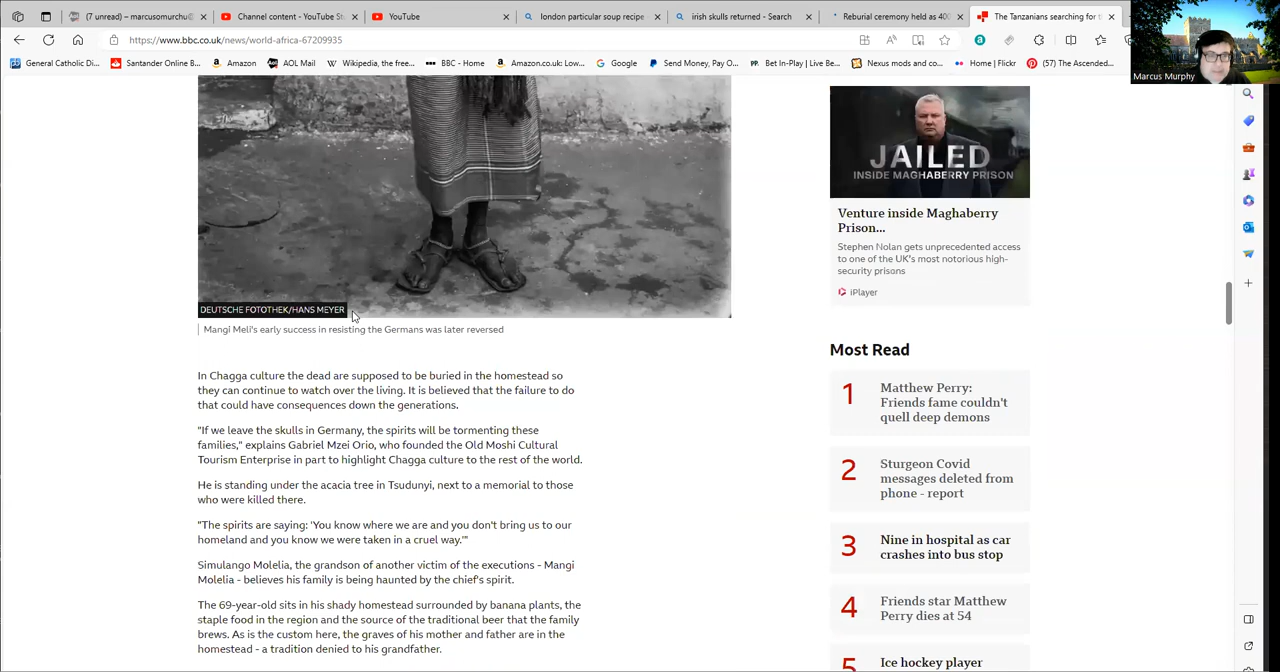 (7 unread) - marcusomurchu@
Channel content - YouTube St
YouTube
london particular soup recipe
irish skulls returned - Search
Reburial ceremony held as 400
The Tanzanians searching for t
https://www.bbc.co.uk/news/world-africa-67209935
General Catholic Di...
Santander Online B...
Amazon
AOL Mail
Wikipedia, the free...
BBC - Home
Amazon.co.uk: Low...
Google
Send Money, Pay O...
Bet In-Play | Live Be...
Nexus mods and co...
Home | Flickr
(57) The Ascended...
Marcus Murphy
DEUTSCHE FOTOTHEK/HANS MEYER
Mangi Meli's early success in resisting the Germans was later reversed
In Chagga culture the dead are supposed to be buried in the homestead so
they can continue to watch over the living. It is believed that the failure to do
that could have consequences down the generations.
"If we leave the skulls in Germany, the spirits will be tormenting these
families," explains Gabriel Mzei Orio, who founded the Old Moshi Cultural
Tourism Enterprise in part to highlight Chagga culture to the rest of the world.
He is standing under the acacia tree in Tsudunyi, next to a memorial to those
who were killed there.
"The spirits are saying: 'You know where we are and you don't bring us to our
homeland and you know we were taken in a cruel way.'"
Simulango Molelia, the grandson of another victim of the executions - Mangi
Molelia - believes his family is being haunted by the chief's spirit.
The 69-year-old sits in his shady homestead surrounded by banana plants, the
staple food in the region and the source of the traditional beer that the family
brews. As is the custom here, the graves of his mother and father are in the
homestead - a tradition denied to his grandfather.
JAILED
INSIDE MAGHABERRY PRISON
Venture inside Maghaberry
Prison...
Stephen Nolan gets unprecedented access
to one of the UK's most notorious high-
security prisons
iPlayer
Most Read
1
Matthew Perry:
Friends fame couldn't
quell deep demons
2
Sturgeon Covid
messages deleted from
phone - report
3
Nine in hospital as car
crashes into bus stop
4
Friends star Matthew
Perry dies at 54
5
Ice hockey player